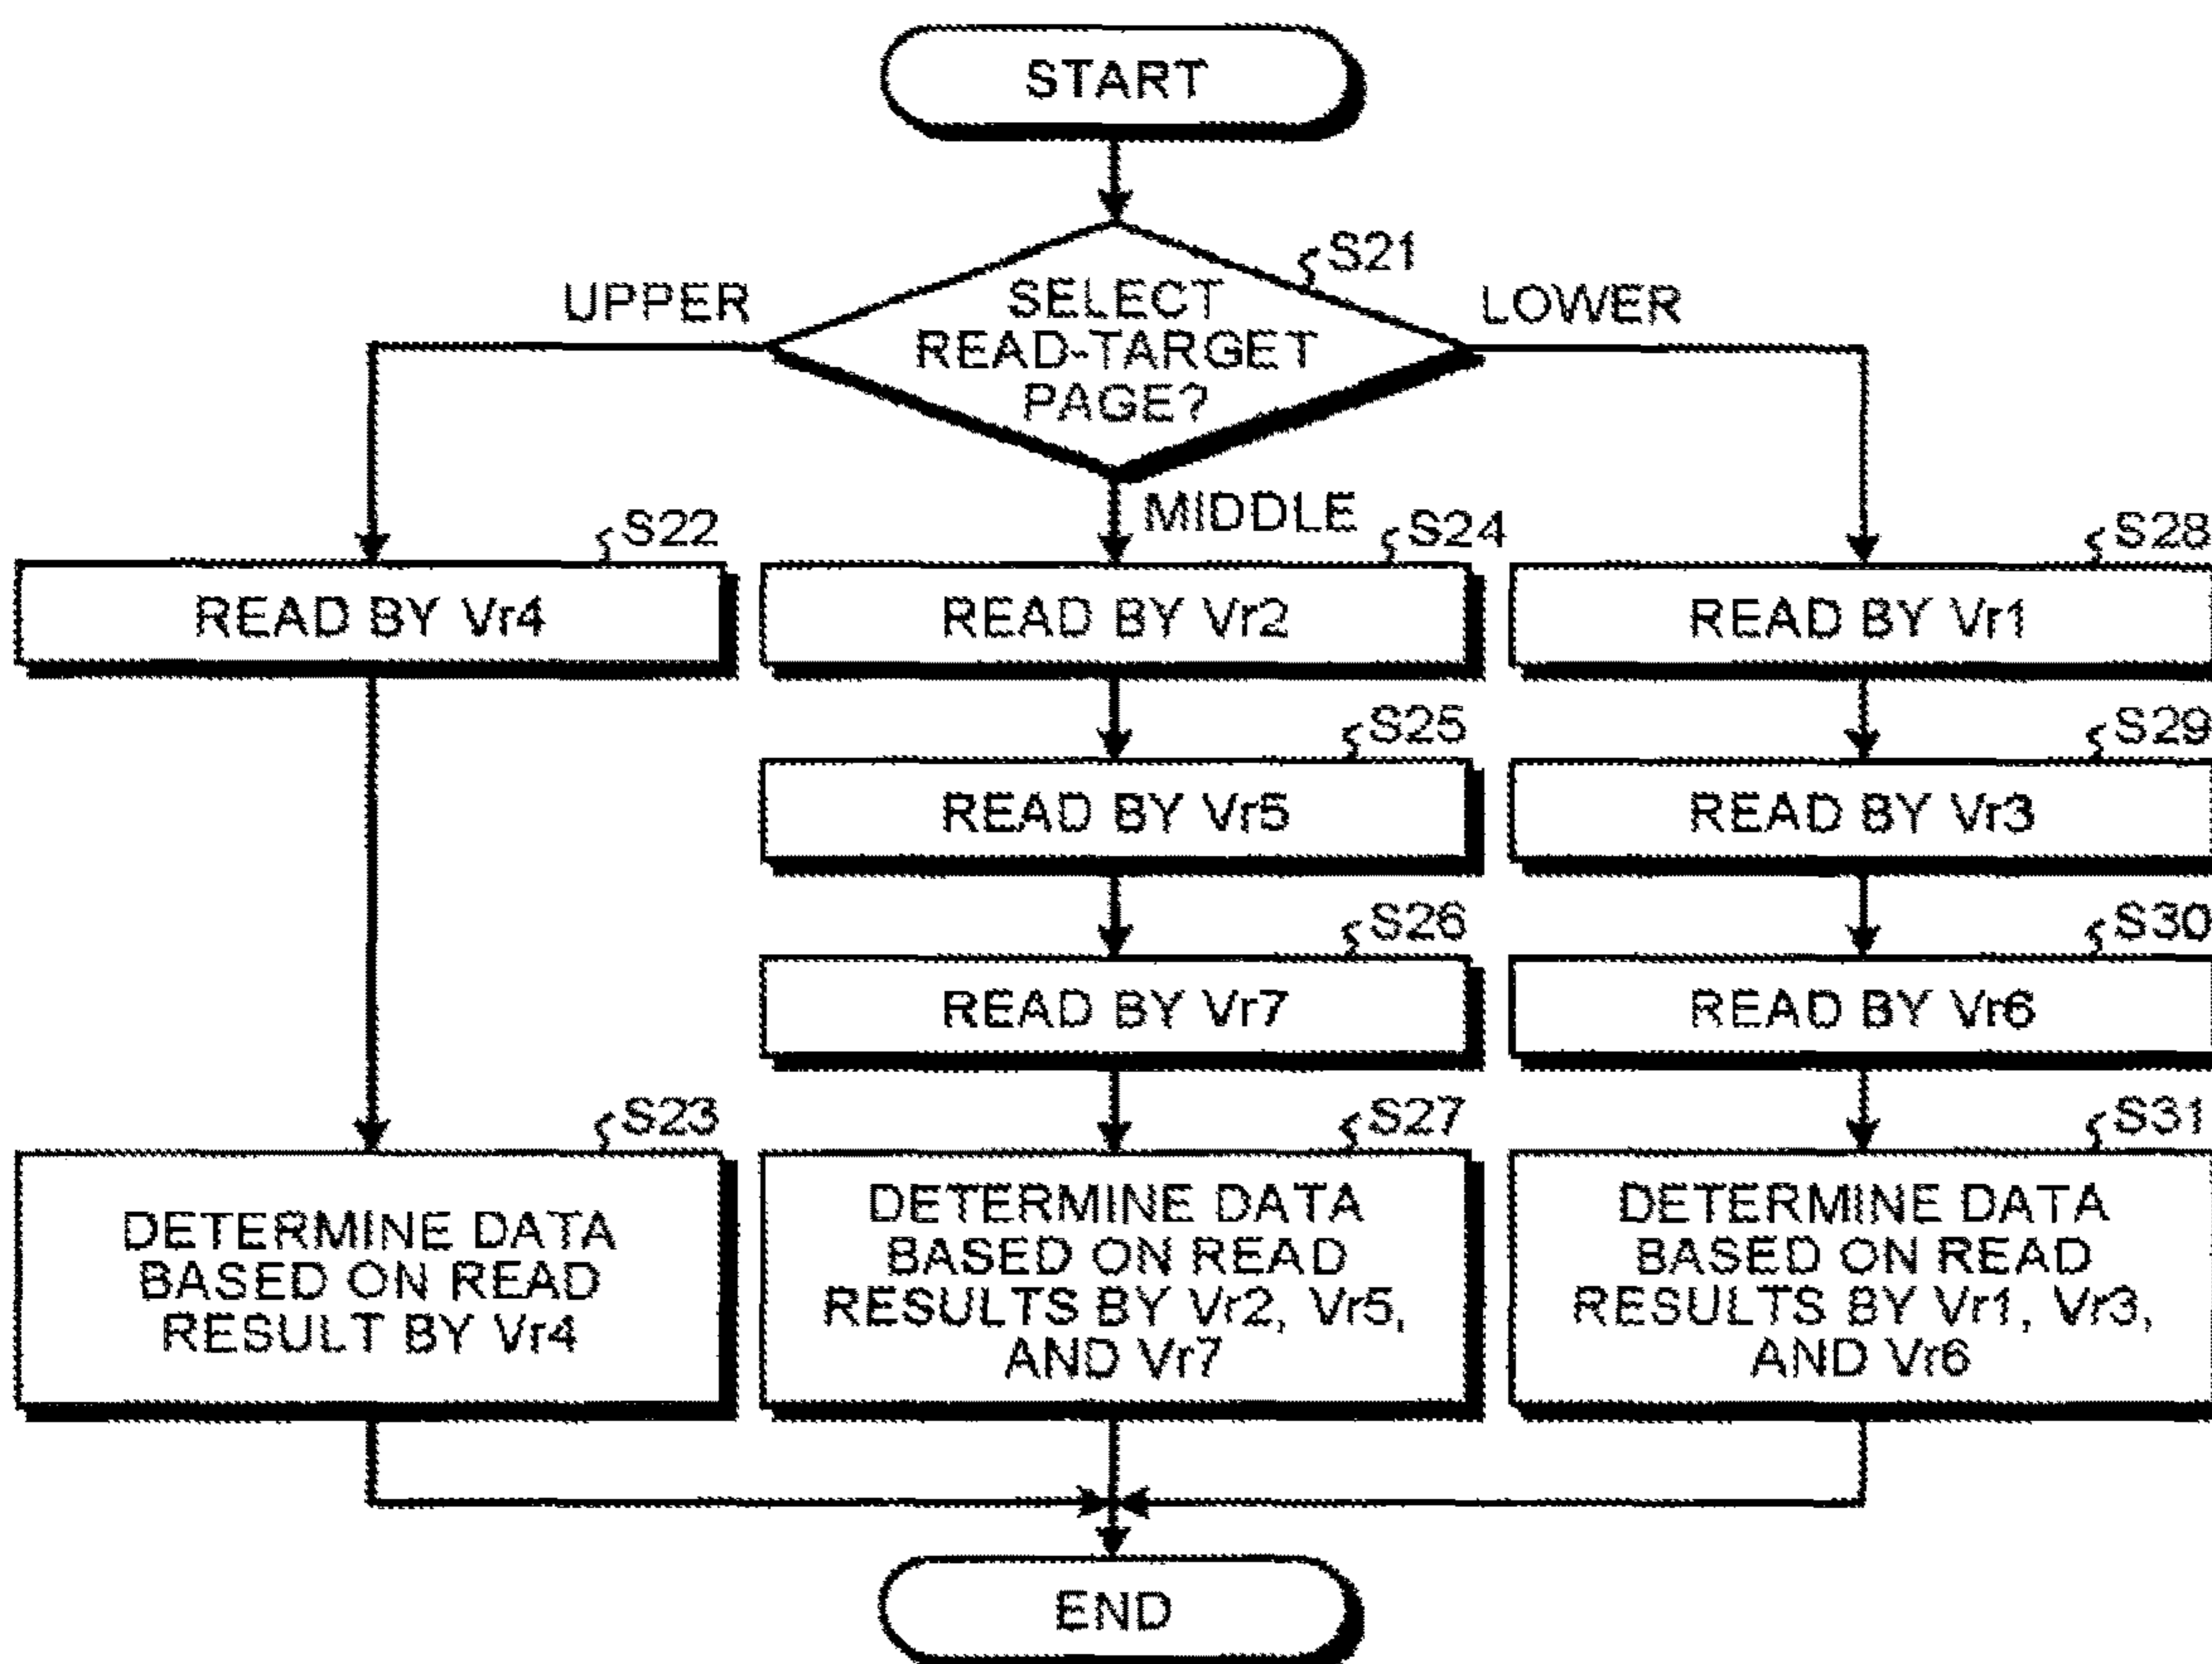 START
S21
SELECT
READ-TARGET
PAGE?
UPPER
LOWER
MIDDLE
S22
READ BY Vr4
S23
DETERMINE DATA
BASED ON READ
RESULT BY Vr4
S24
READ BY Vr2
S25
READ BY Vr5
S26
READ BY Vr7
S27
DETERMINE DATA
BASED ON READ
RESULTS BY Vr2, Vr5,
AND Vr7
S28
READ BY Vr1
S29
READ BY Vr3
S30
READ BY Vr6
S31
DETERMINE DATA
BASED ON READ
RESULTS BY Vr1, Vr3,
AND Vr6
END